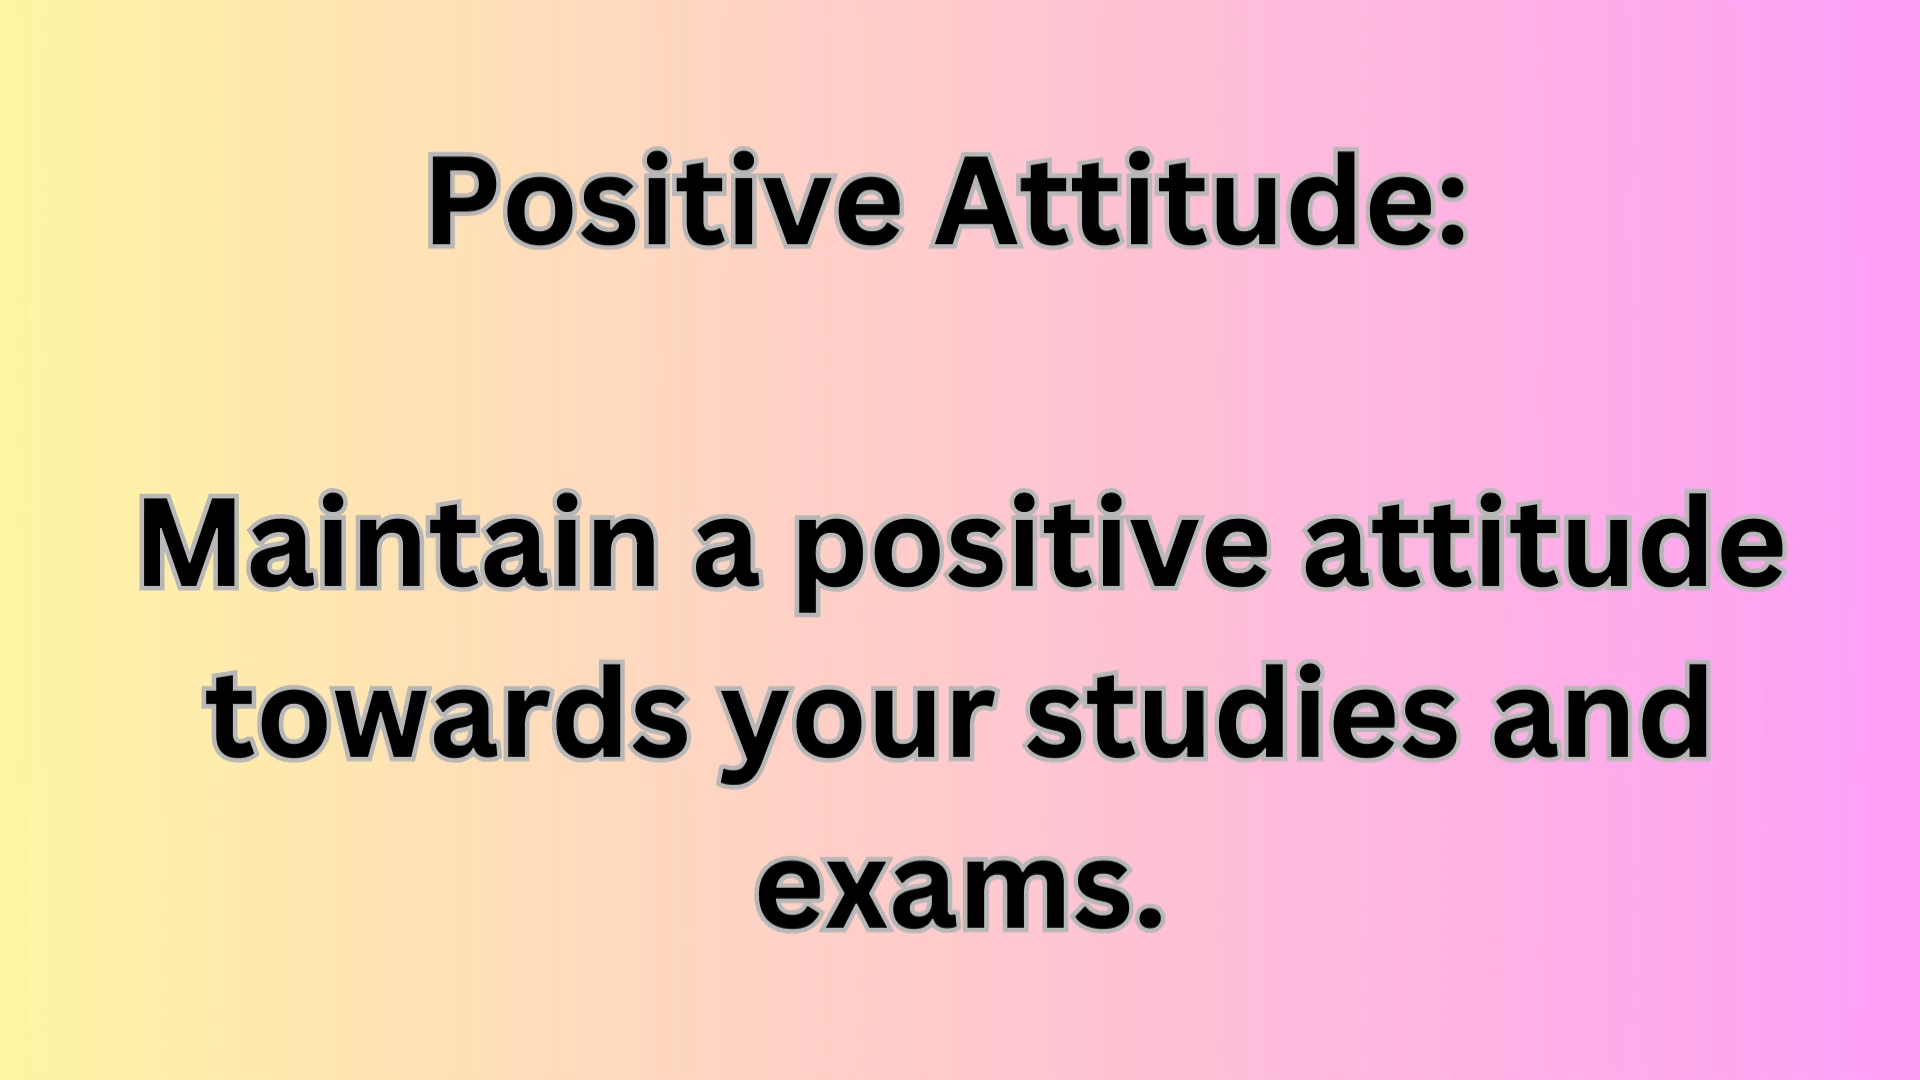 Positive Attitude:
Maintain a positive attitude
towards your studies and
exams.